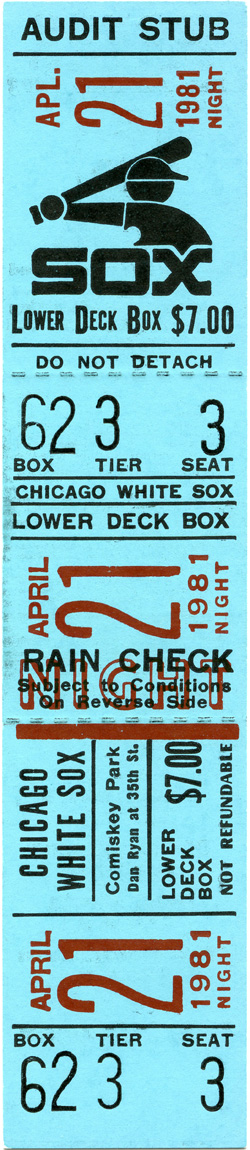 AUDIT STUB
APL. 21 1981 NIGHT
SOX
LOWER DECK BOX $7.00
DO NOT DETACH
62 3 3
BOX TIER SEAT
CHICAGO WHITE SOX
LOWER DECK BOX
APRIL 21 1981
NIGHT
RAIN CHECK
Subject to Conditions
On Reverse Side
CHICAGO
WHITE SOX
Comiskey Park
Dan Ryan at 35th St.
LOWER
DECK
BOX
$7.00
NOT REFUNDABLE
APRIL 21 1981 NIGHT
BOX TIER SEAT
62 3 3